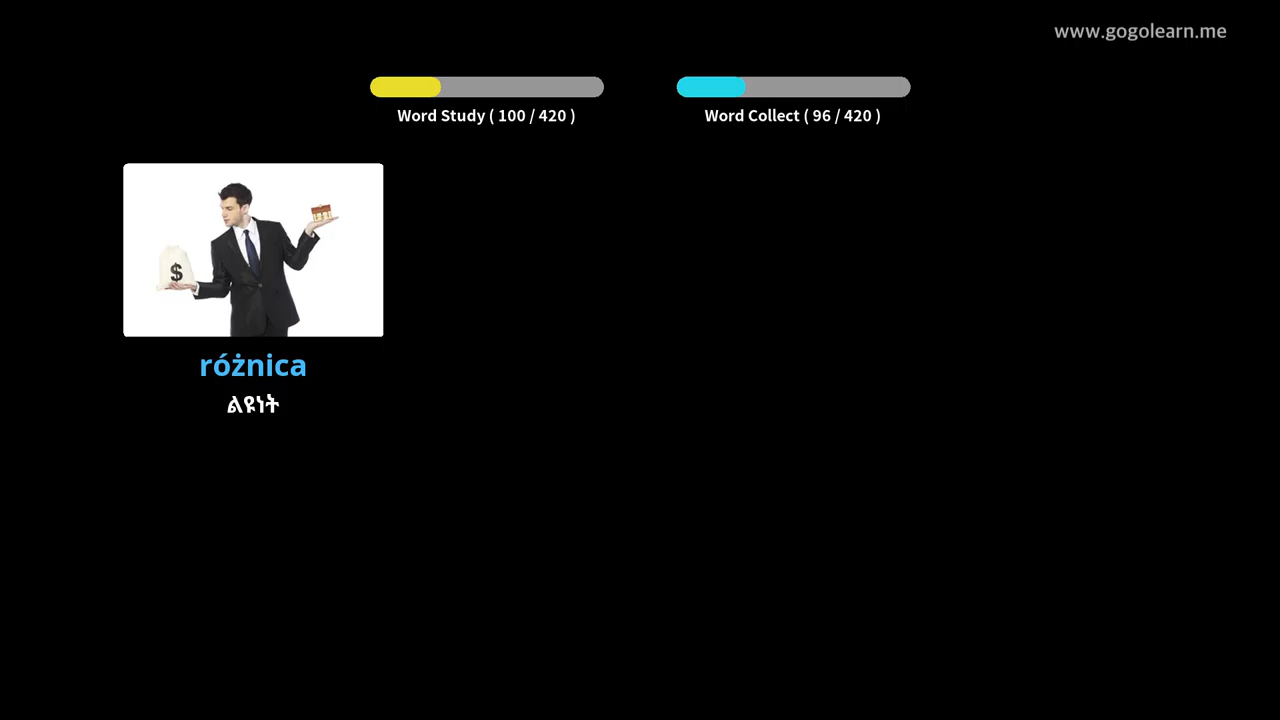 www.gogolearn.me
Word Study ( 100 / 420 )
Word Collect ( 96 / 420 )
$
różnica
ልዩነት